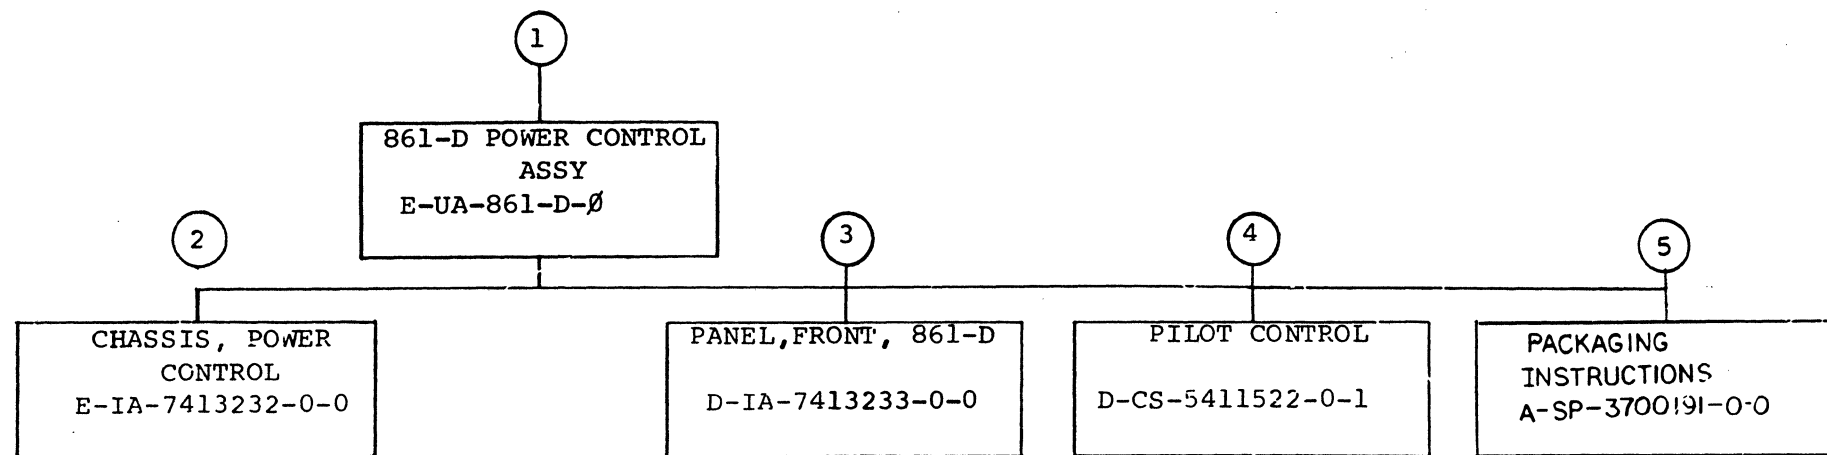 1
861-D POWER CONTROL
ASSY
E-UA-861-D-Ø
2
3
4
5
CHASSIS, POWER
CONTROL
E-IA-7413232-0-0
PANEL,FRONT, 861-D
D-IA-7413233-0-0
PILOT CONTROL
D-CS-5411522-0-1
PACKAGING
INSTRUCTIONS
A-SP-3700191-0-0